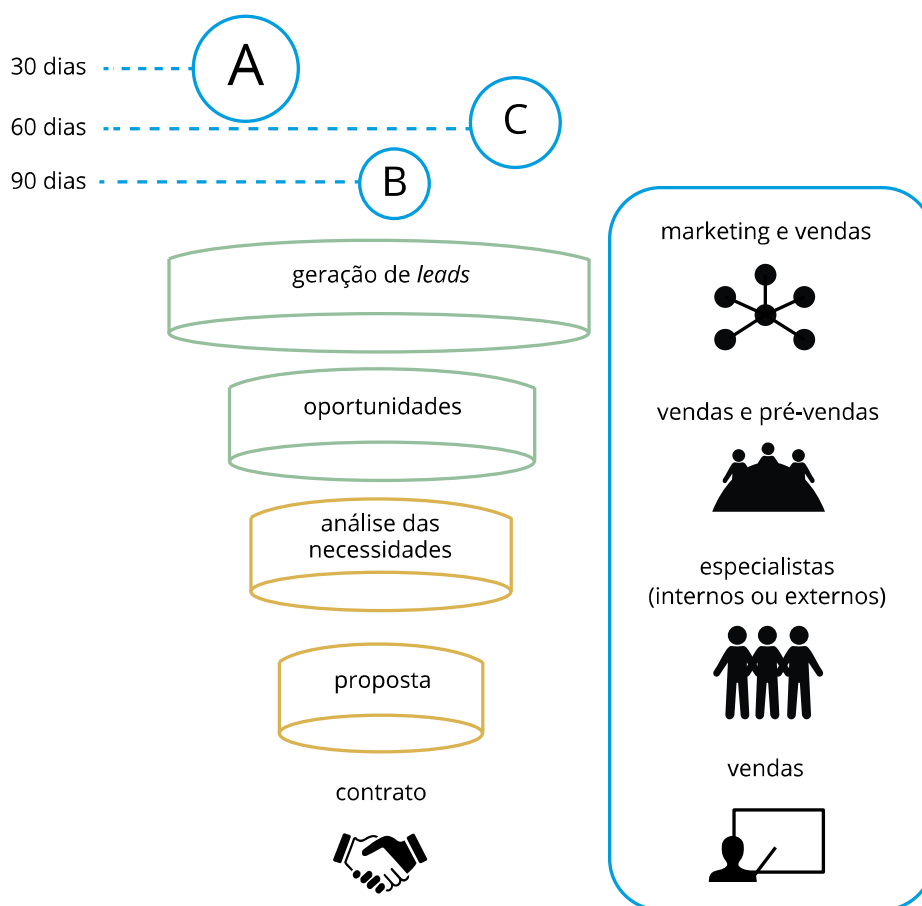 30 dias
A
60 dias
C
90 dias
B
geração de leads
oportunidades
análise das
necessidades
proposta
contrato
marketing e vendas
vendas e pré-vendas
especialistas
(internos ou externos)
vendas